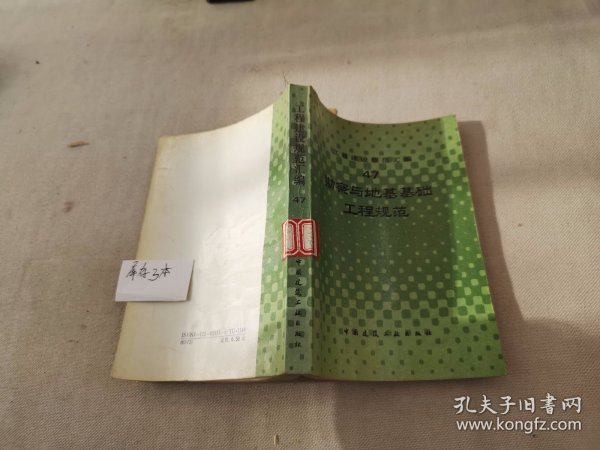 工程建设规范汇编
47
中国建筑工业出版社
程建设规范汇编
47
勘察与地基基础
工程规范
中国建筑工业出版社
库存3本
孔夫子旧书网
www.kongfz.com